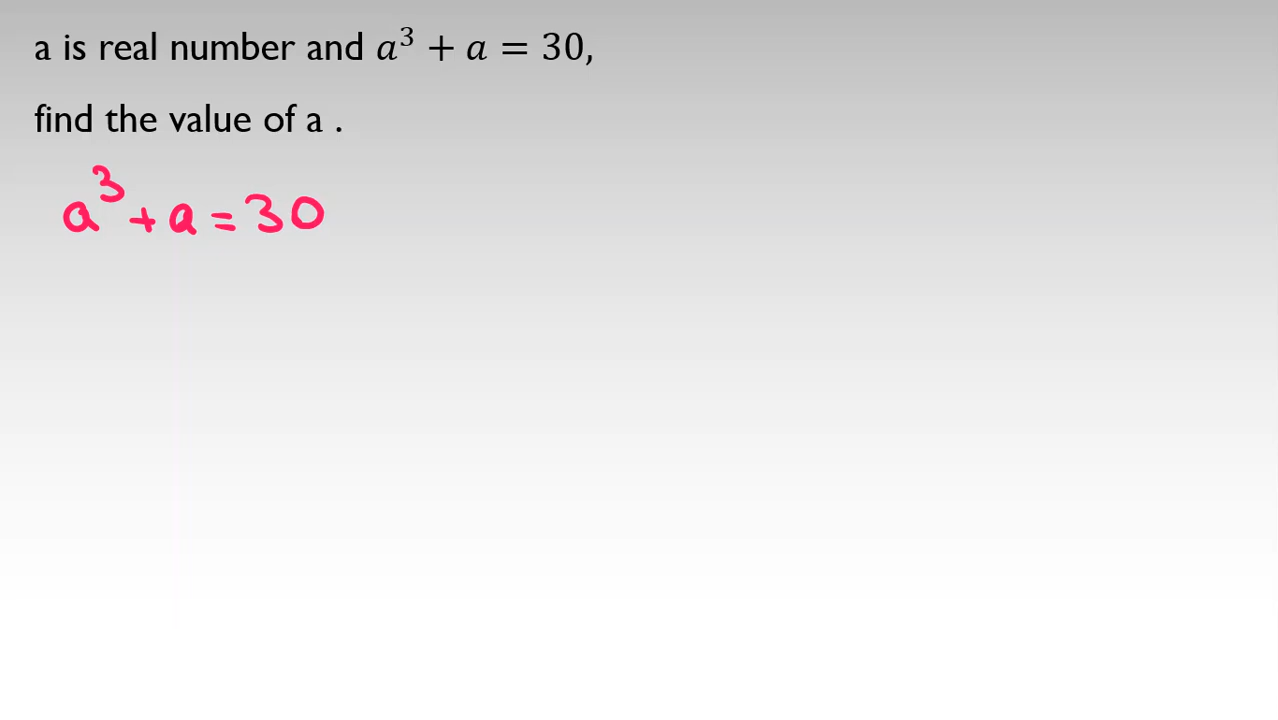 a is real number and 𝑎³ + 𝑎 = 30,
find the value of a .
a³+a=30